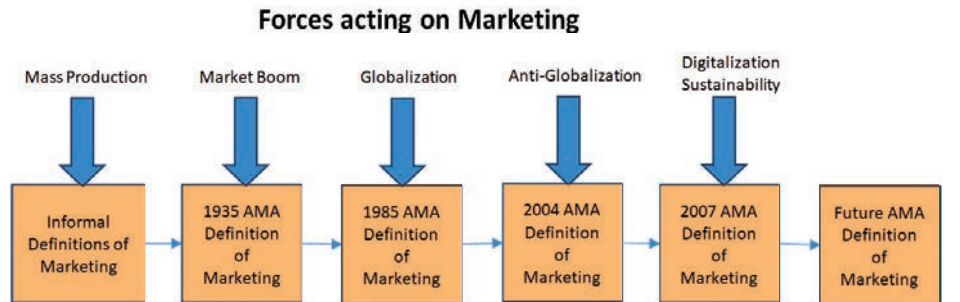 Forces acting on Marketing
Mass Production
Market Boom
Globalization
Anti-Globalization
Digitalization
Sustainability
Informal
Definitions of
Marketing
1935 AMA
Definition
of
Marketing
1985 AMA
Definition
of
Marketing
2004 AMA
Definition
of
Marketing
2007 AMA
Definition
of
Marketing
Future AMA
Definition
of
Marketing